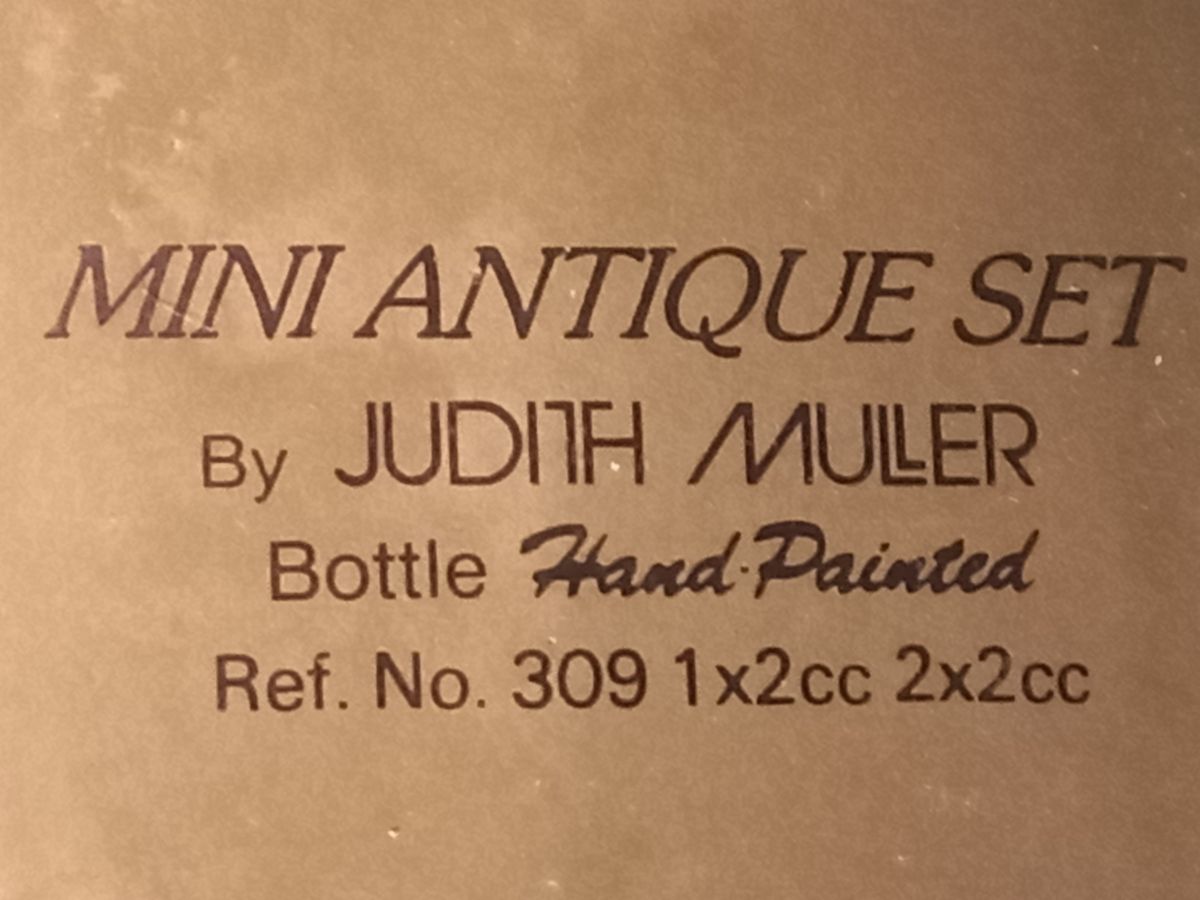 MINI ANTIQUE SET
By JUDITH MULLER
Bottle Hand-Painted
Ref. No. 309 1x2cc 2x2cc